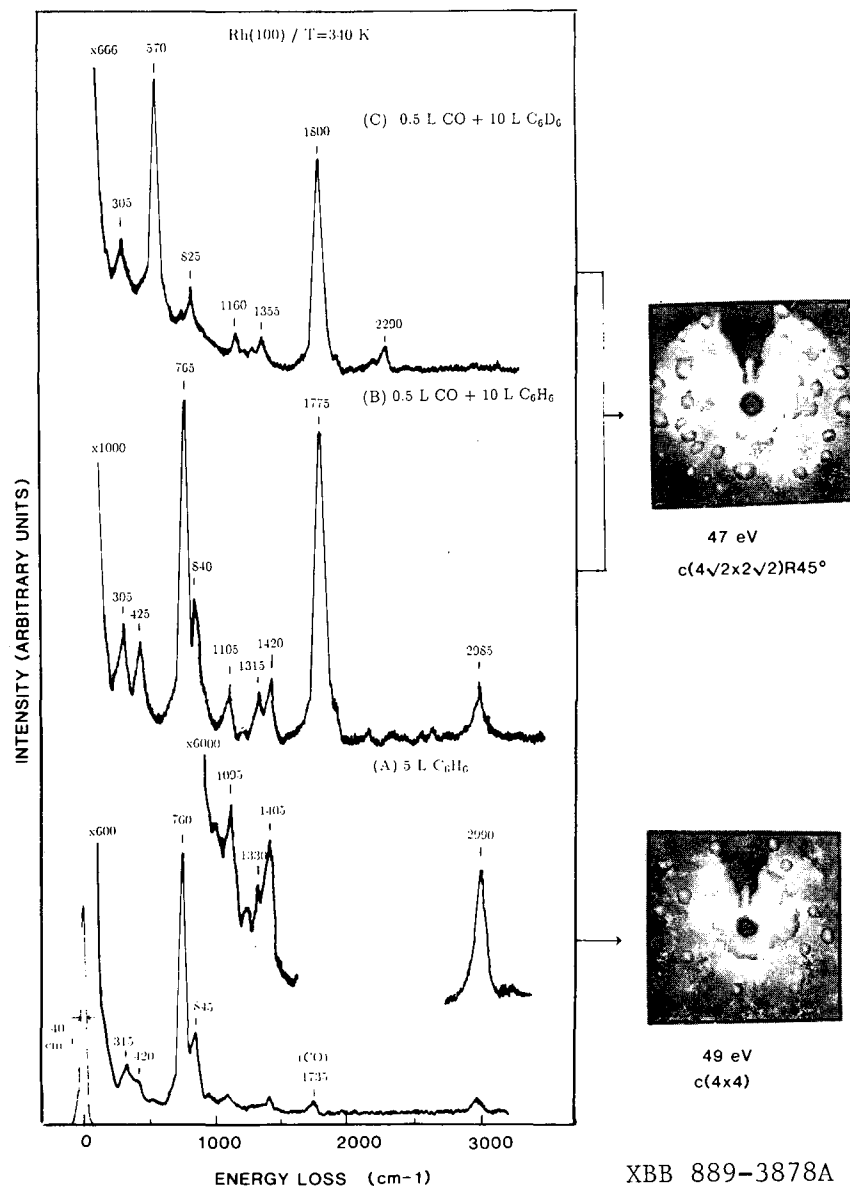 Rh(100) / T=340 K
x666
570
(C) 0.5 L CO + 10 L C₆D₆
1800
305
825
1160
1355
2290
765
(B) 0.5 L CO + 10 L C₆H₆
1775
x1000
840
305
425
1105
1315
1420
2985
x6000
(A) 5 L C₆H₆
1095
1405
1330
2990
x600
760
845
315
420
40
cm⁻¹
(CO)
1735
0
1000
2000
3000
ENERGY LOSS (cm-1)
INTENSITY (ARBITRARY UNITS)
47 eV
c(4√2x2√2)R45°
49 eV
c(4x4)
XBB 889-3878A